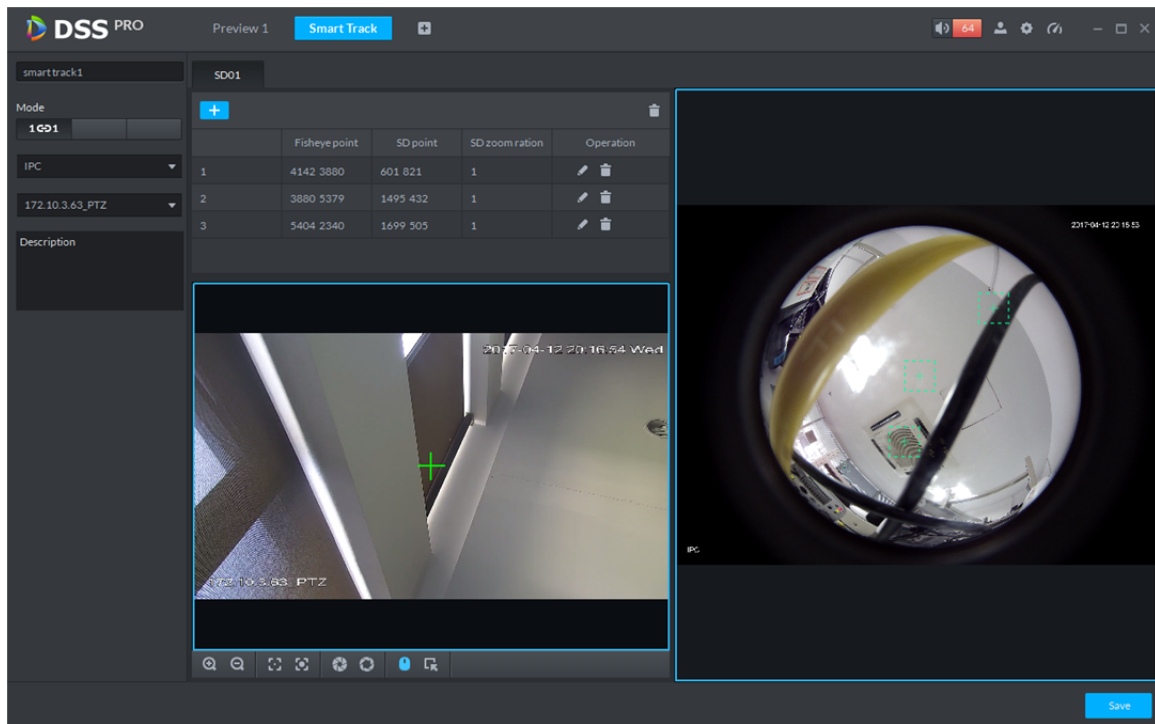 DSS PRO
Preview 1
Smart Track
64
smart track1
SD01
Mode
1 1
Fisheye point SD point SD zoom ration Operation
IPC
1 4142 3880 601 821 1
172.10.3.63_PTZ
2 3880 5379 1495 432 1
3 5404 2340 1699 505 1
Description
2017-04-12 20:15:53
2017-04-12 20:16:54 Wed
IPC
172.10.3.63_PTZ
Save